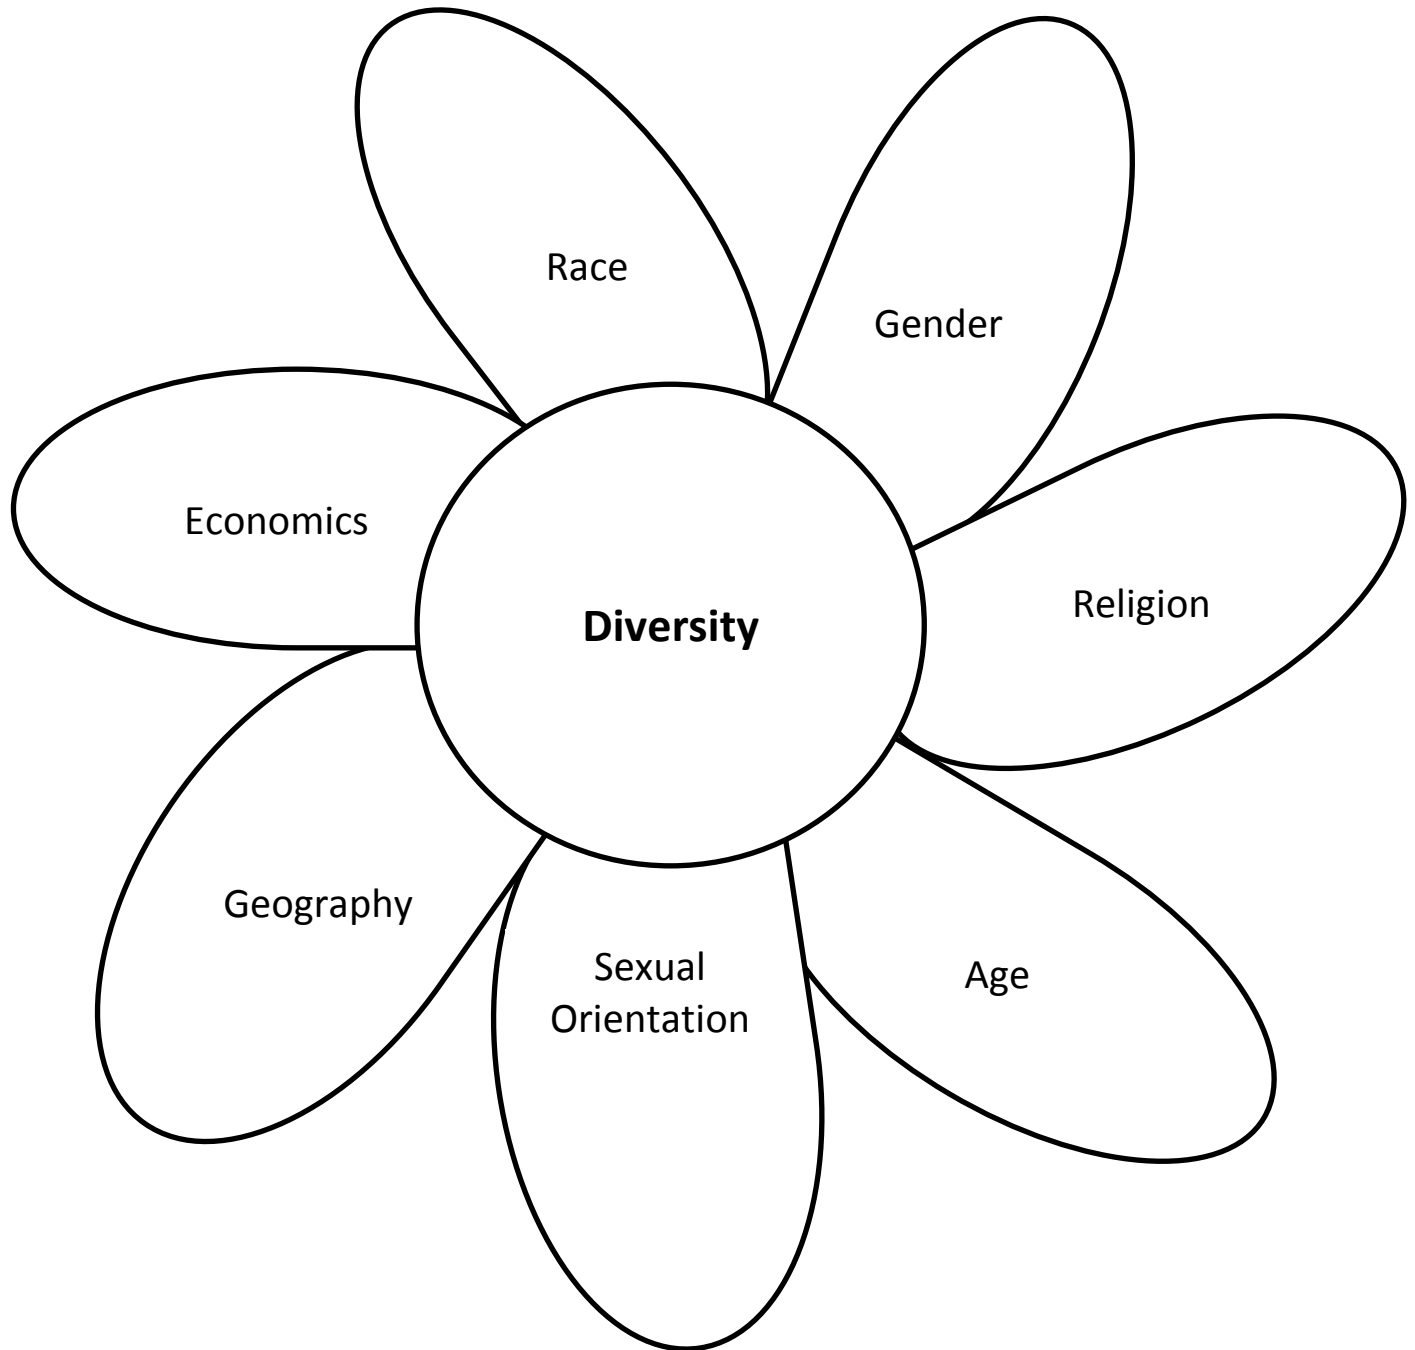 Race
Gender
Economics
Religion
Diversity
Geography
Sexual
Orientation
Age